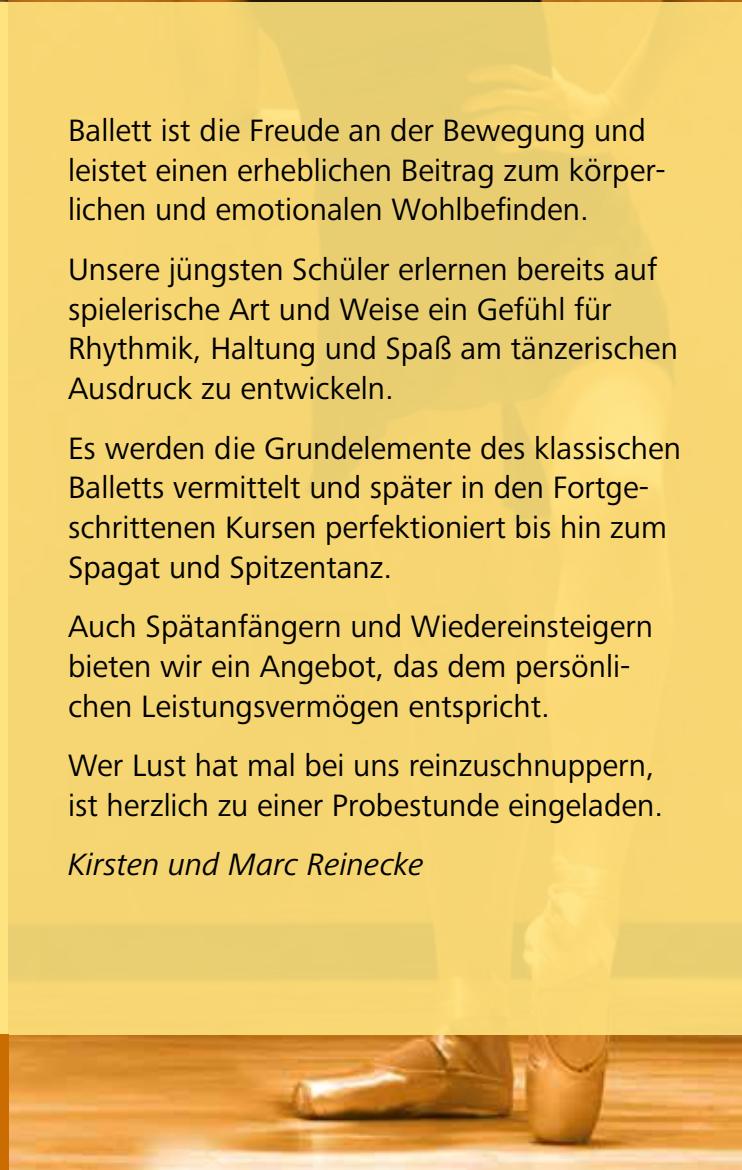 Ballett ist die Freude an der Bewegung und
leistet einen erheblichen Beitrag zum körper-
lichen und emotionalen Wohlbefinden.
Unsere jüngsten Schüler erlernen bereits auf
spielerische Art und Weise ein Gefühl für
Rhythmik, Haltung und Spaß am tänzerischen
Ausdruck zu entwickeln.
Es werden die Grundelemente des klassischen
Balletts vermittelt und später in den Fortge-
schrittenen Kursen perfektioniert bis hin zum
Spagat und Spitzentanz.
Auch Spätanfängern und Wiedereinsteigern
bieten wir ein Angebot, das dem persönli-
chen Leistungsvermögen entspricht.
Wer Lust hat mal bei uns reinzuschnuppern,
ist herzlich zu einer Probestunde eingeladen.
Kirsten und Marc Reinecke